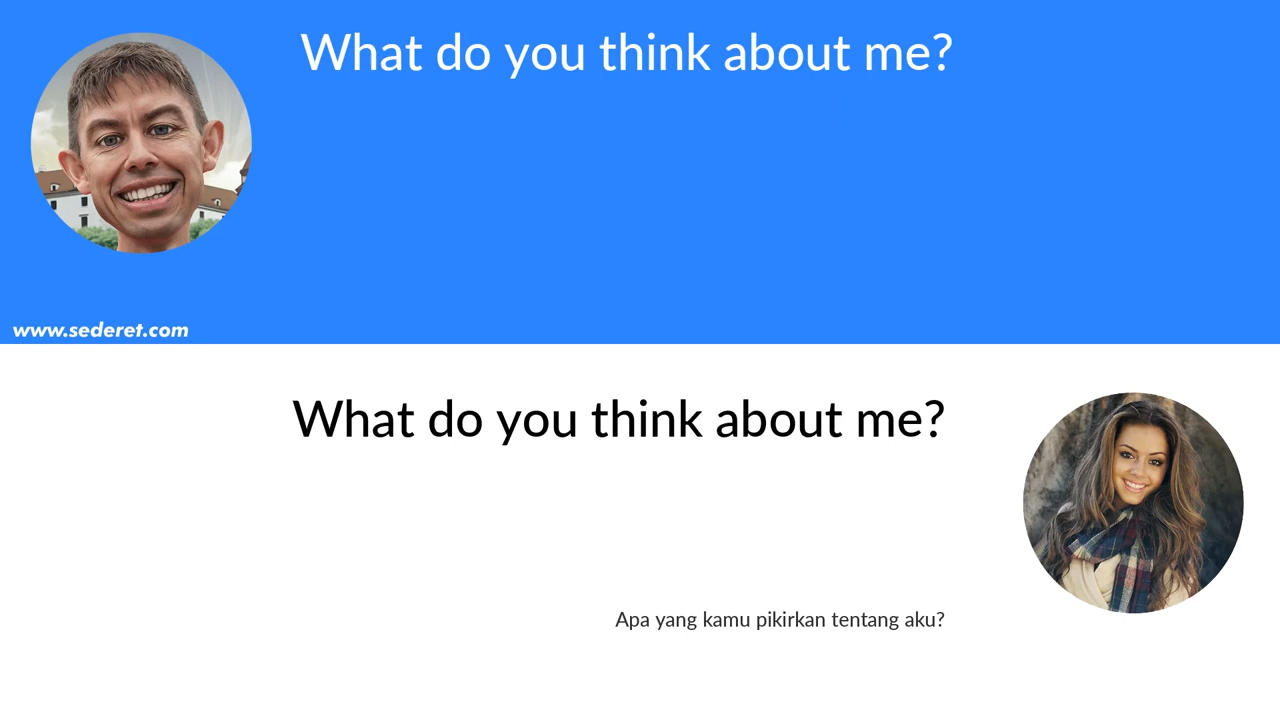 What do you think about me?
www.sederet.com
What do you think about me?
Apa yang kamu pikirkan tentang aku?